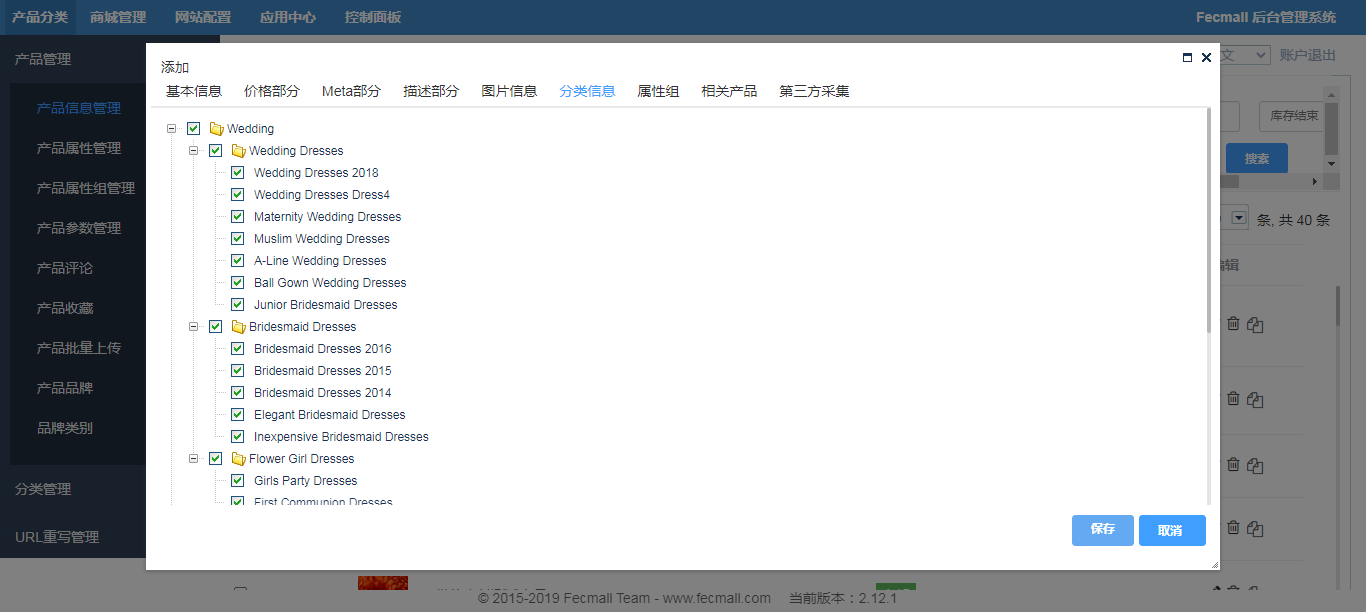 产品分类 商城管理 网站配置 应用中心 控制面板 Fecmall 后台管理系统
产品管理
文 账户退出
产品信息管理
产品属性管理
产品属性组管理
产品参数管理
产品评论
产品收藏
产品批量上传
产品品牌
品牌类别
分类管理
URL重写管理
添加
基本信息 价格部分 Meta部分 描述部分 图片信息 分类信息 属性组 相关产品 第三方采集
Wedding
Wedding Dresses
Wedding Dresses 2018
Wedding Dresses Dress4
Maternity Wedding Dresses
Muslim Wedding Dresses
A-Line Wedding Dresses
Ball Gown Wedding Dresses
Junior Bridesmaid Dresses
Bridesmaid Dresses
Bridesmaid Dresses 2016
Bridesmaid Dresses 2015
Bridesmaid Dresses 2014
Elegant Bridesmaid Dresses
Inexpensive Bridesmaid Dresses
Flower Girl Dresses
Girls Party Dresses
First Communion Dresses
保存 取消
库存结束
搜索
条, 共 40 条
编辑
© 2015-2019 Fecmall Team - www.fecmall.com 当前版本：2.12.1